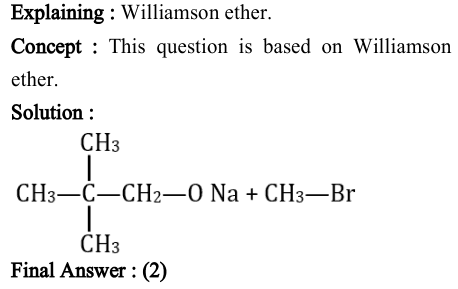 Explaining : Williamson ether.
Concept : This question is based on Williamson
ether.
Solution :
CH3
CH3—C—CH2—O Na + CH3—Br
CH3
Final Answer : (2)